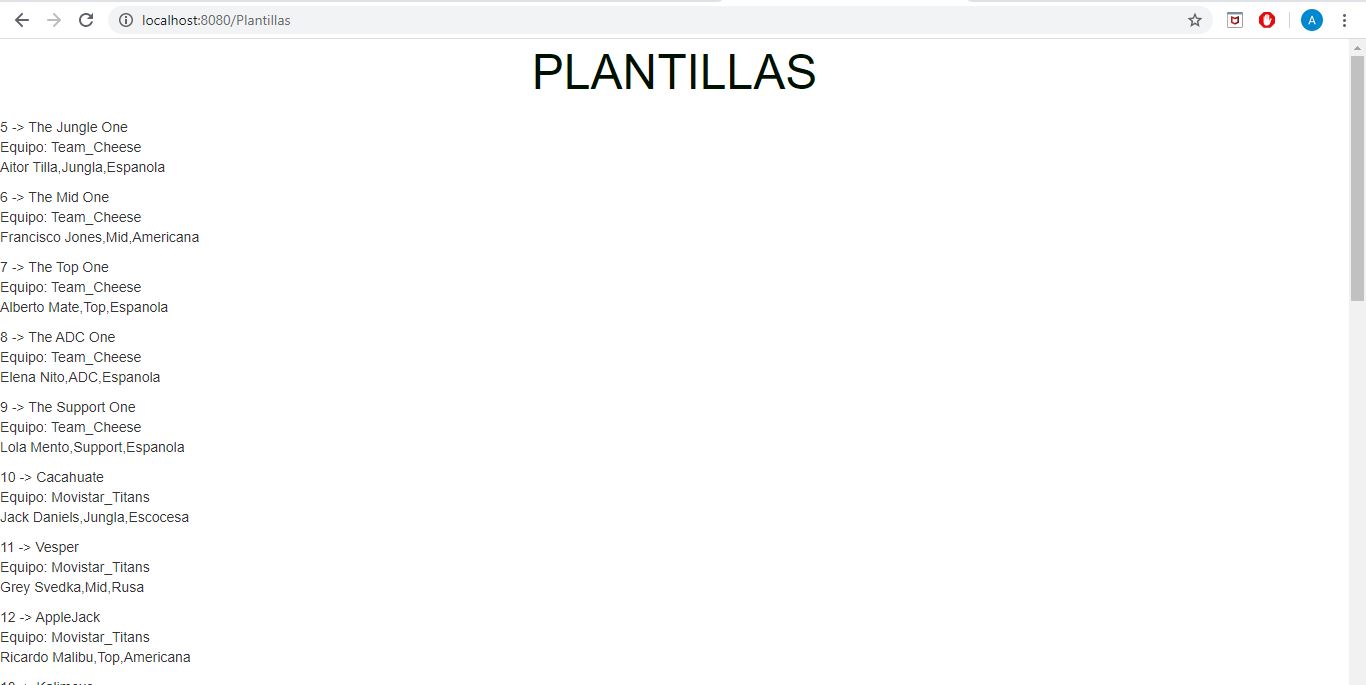 localhost:8080/Plantillas
A
PLANTILLAS
5 -> The Jungle One
Equipo: Team_Cheese
Aitor Tilla,Jungla,Espanola
6 -> The Mid One
Equipo: Team_Cheese
Francisco Jones,Mid,Americana
7 -> The Top One
Equipo: Team_Cheese
Alberto Mate,Top,Espanola
8 -> The ADC One
Equipo: Team_Cheese
Elena Nito,ADC,Espanola
9 -> The Support One
Equipo: Team_Cheese
Lola Mento,Support,Espanola
10 -> Cacahuate
Equipo: Movistar_Titans
Jack Daniels,Jungla,Escocesa
11 -> Vesper
Equipo: Movistar_Titans
Grey Svedka,Mid,Rusa
12 -> AppleJack
Equipo: Movistar_Titans
Ricardo Malibu,Top,Americana